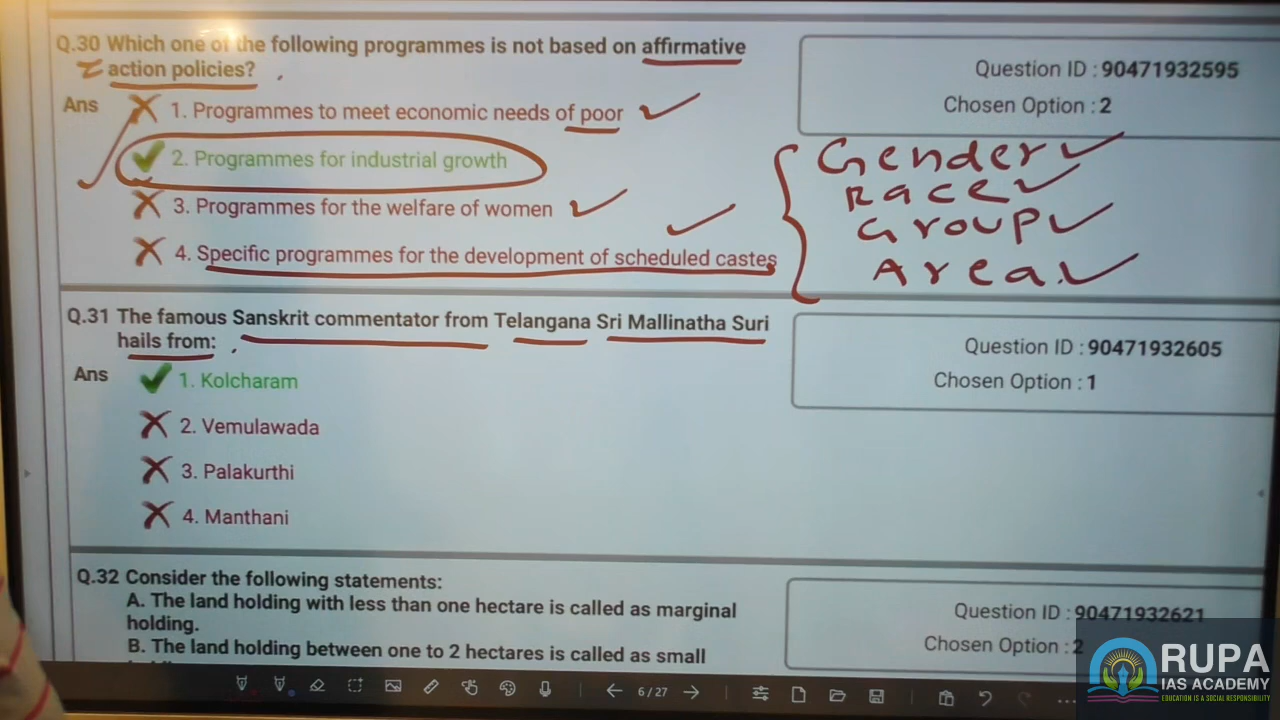 Q.30 Which one of the following programmes is not based on affirmative
action policies?
Question ID : 90471932595
Chosen Option : 2
Ans
1. Programmes to meet economic needs of poor
2. Programmes for industrial growth
3. Programmes for the welfare of women
4. Specific programmes for the development of scheduled castes
Gender
Race
Group
Area
Q.31 The famous Sanskrit commentator from Telangana Sri Mallinatha Suri
hails from:
Question ID : 90471932605
Chosen Option : 1
Ans
1. Kolcharam
2. Vemulawada
3. Palakurthi
4. Manthani
Q.32 Consider the following statements:
A. The land holding with less than one hectare is called as marginal
holding.
B. The land holding between one to 2 hectares is called as small
Question ID : 90471932621
Chosen Option : 2
6 / 27
RUPA
IAS ACADEMY
EDUCATION IS A SOCIAL RESPONSIBILITY